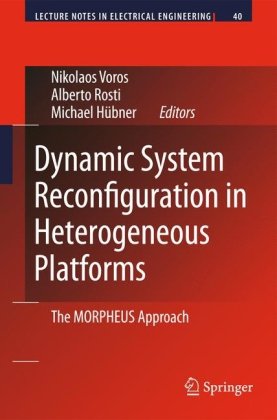 LECTURE NOTES IN ELECTRICAL ENGINEERING 40
Nikolaos Voros
Alberto Rosti
Michael Hübner Editors
Dynamic System
Reconfiguration in
Heterogeneous
Platforms
The MORPHEUS Approach
Springer